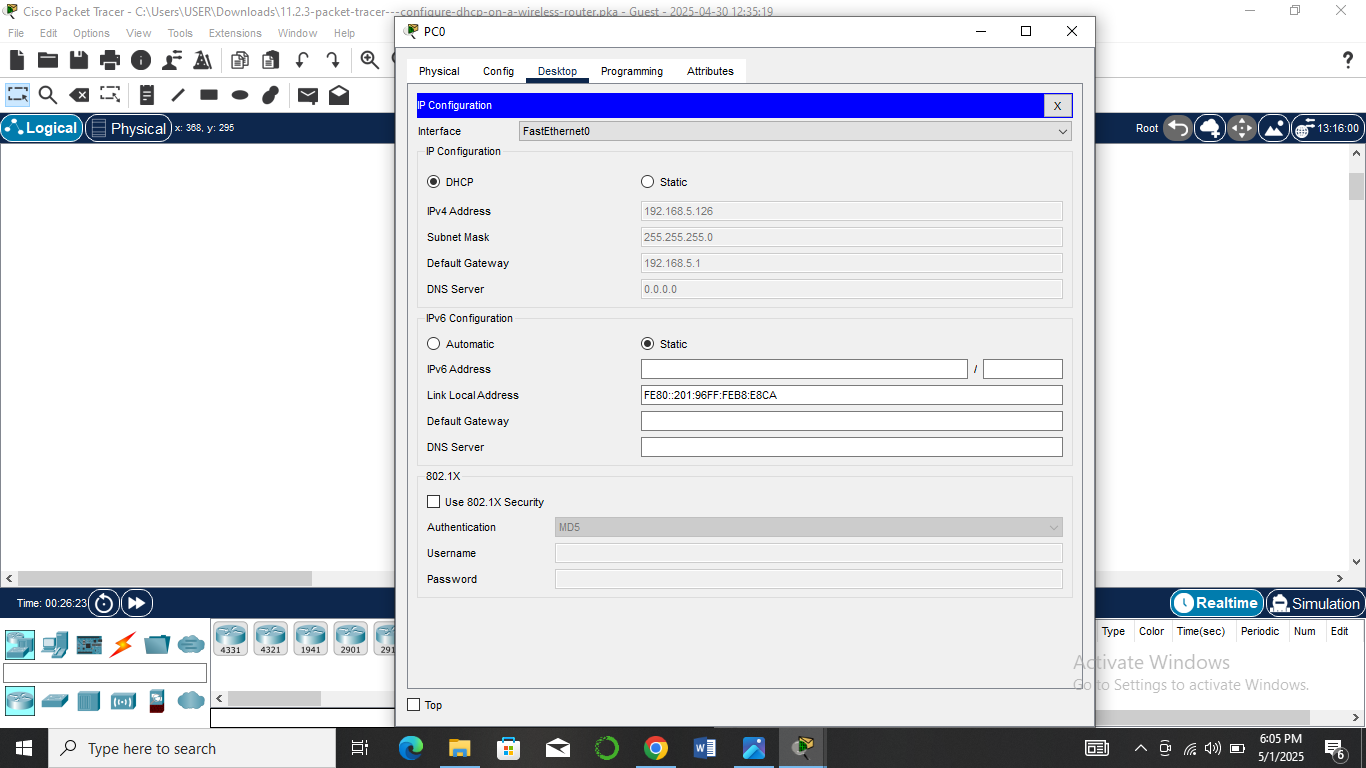 Cisco Packet Tracer - C:\Users\USER\Downloads\11.2.3-packet-tracer---configure-dhcp-on-a-wireless-router.pka - Guest - 2025-04-30 12:35:19
File Edit Options View Tools Extensions Window Help
PC0
Physical Config Desktop Programming Attributes
IP Configuration X
Logical Physical x: 368, y: 295 Root 13:16:00
Interface FastEthernet0
IP Configuration
DHCP Static
IPv4 Address 192.168.5.126
Subnet Mask 255.255.255.0
Default Gateway 192.168.5.1
DNS Server 0.0.0.0
IPv6 Configuration
Automatic Static
IPv6 Address /
Link Local Address FE80::201:96FF:FEB8:E8CA
Default Gateway
DNS Server
802.1X
Use 802.1X Security
Authentication MD5
Username
Password
Top
Time: 00:26:23 Realtime Simulation
4331 4321 1941 2901 291
Type Color Time(sec) Periodic Num Edit
Activate Windows
Go to Settings to activate Windows.
Type here to search
6:05 PM
5/1/2025
6